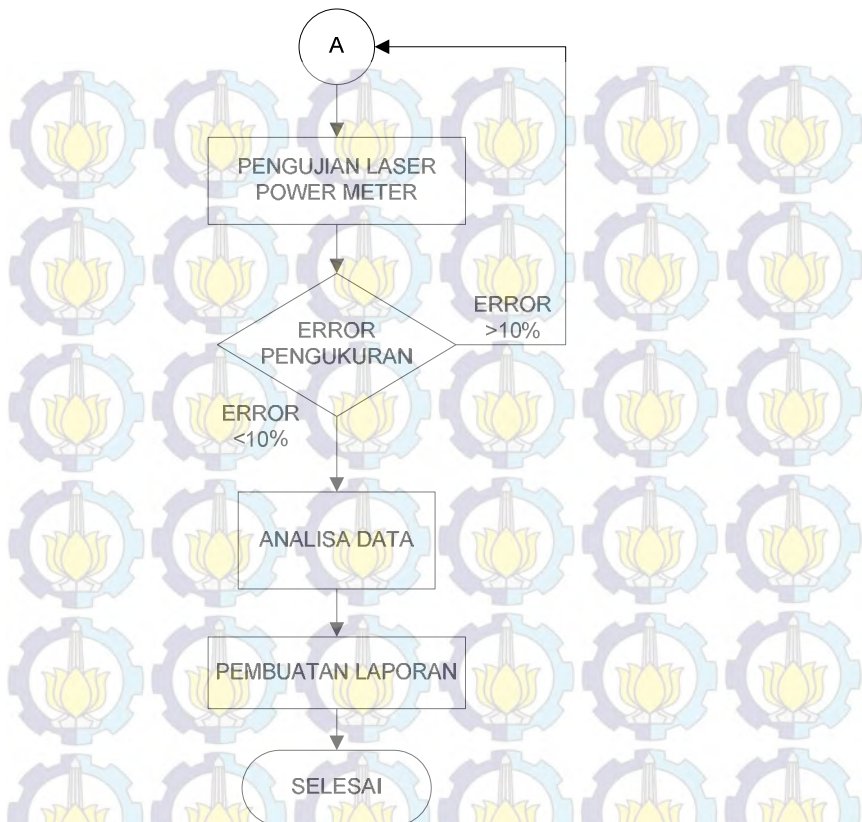 A
PENGUJIAN LASER
POWER METER
ERROR
>10%
ERROR
PENGUKURAN
ERROR
<10%
ANALISA DATA
PEMBUATAN LAPORAN
SELESAI